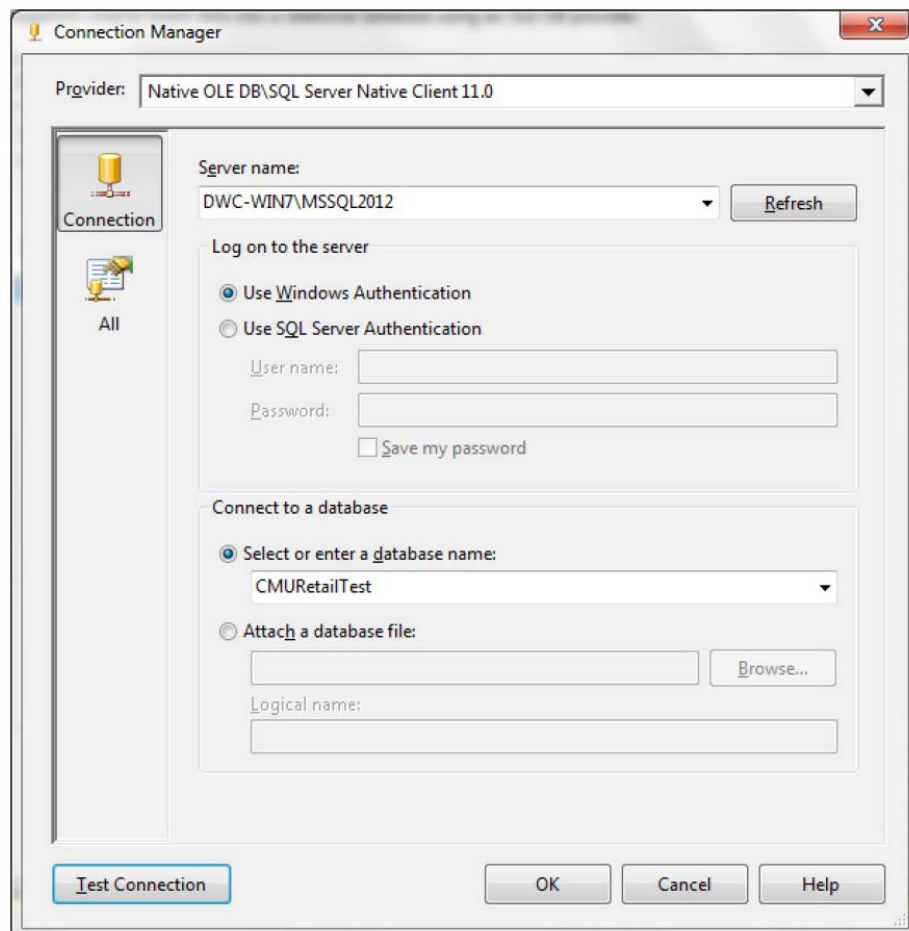 Connection Manager
Provider: Native OLE DB\SQL Server Native Client 11.0
Connection
All
Server name:
DWC-WIN7\MSSQL2012
Refresh
Log on to the server
Use Windows Authentication
Use SQL Server Authentication
User name:
Password:
Save my password
Connect to a database
Select or enter a database name:
CMURetailTest
Attach a database file:
Browse...
Logical name:
Test Connection OK Cancel Help